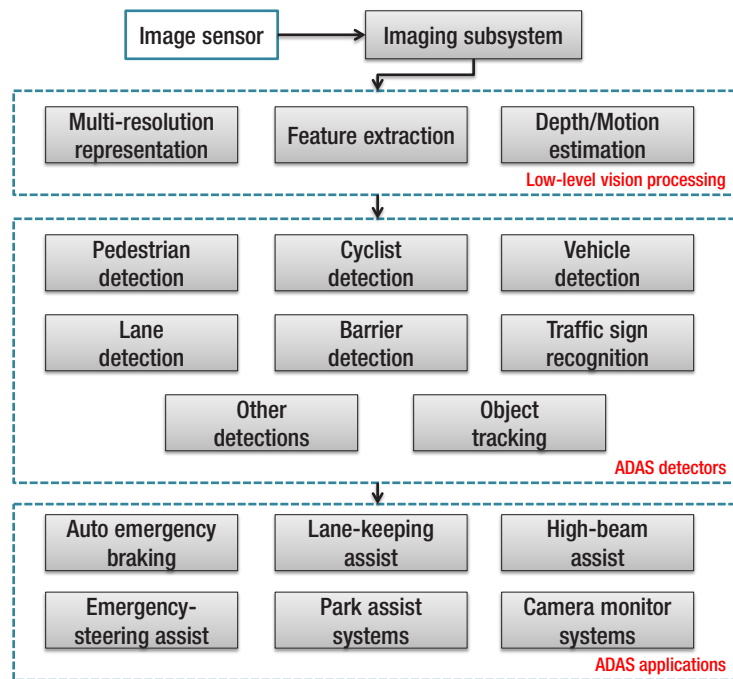 Image sensor
Imaging subsystem
Multi-resolution
representation
Feature extraction
Depth/Motion
estimation
Low-level vision processing
Pedestrian
detection
Cyclist
detection
Vehicle
detection
Lane
detection
Barrier
detection
Traffic sign
recognition
Other
detections
Object
tracking
ADAS detectors
Auto emergency
braking
Lane-keeping
assist
High-beam
assist
Emergency-
steering assist
Park assist
systems
Camera monitor
systems
ADAS applications